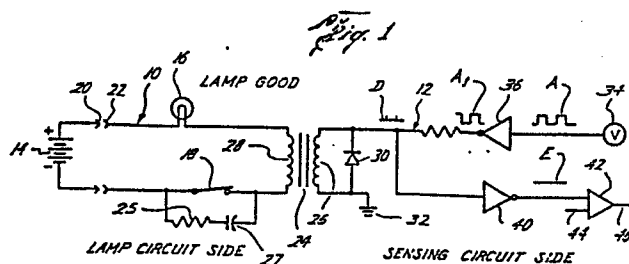 Fig. 1
16
LAMP GOOD
20
22
10
D
12
A1
36
A
34
V
H
+
-
28
30
26
18
24
32
E
42
40
44
46
25
27
LAMP CIRCUIT SIDE
SENSING CIRCUIT SIDE